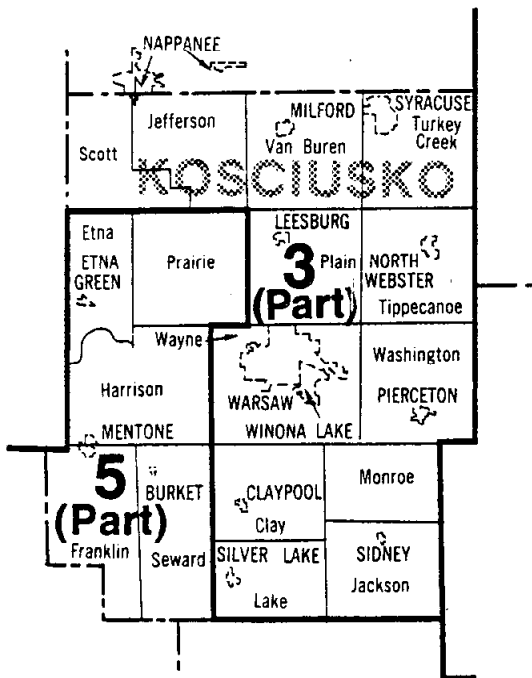 NAPPANEE
Jefferson
MILFORD
SYRACUSE
Turkey
Creek
Scott
Van Buren
KOSCIUSKO
Etna
LEESBURG
ETNA
GREEN
Prairie
3
Plain
(Part)
NORTH
WEBSTER
Tippecanoe
Wayne
Washington
Harrison
WARSAW
PIERCETON
MENTONE
WINONA LAKE
5
(Part)
BURKET
CLAYPOOL
Clay
Monroe
Franklin
Seward
SILVER LAKE
Lake
SIDNEY
Jackson